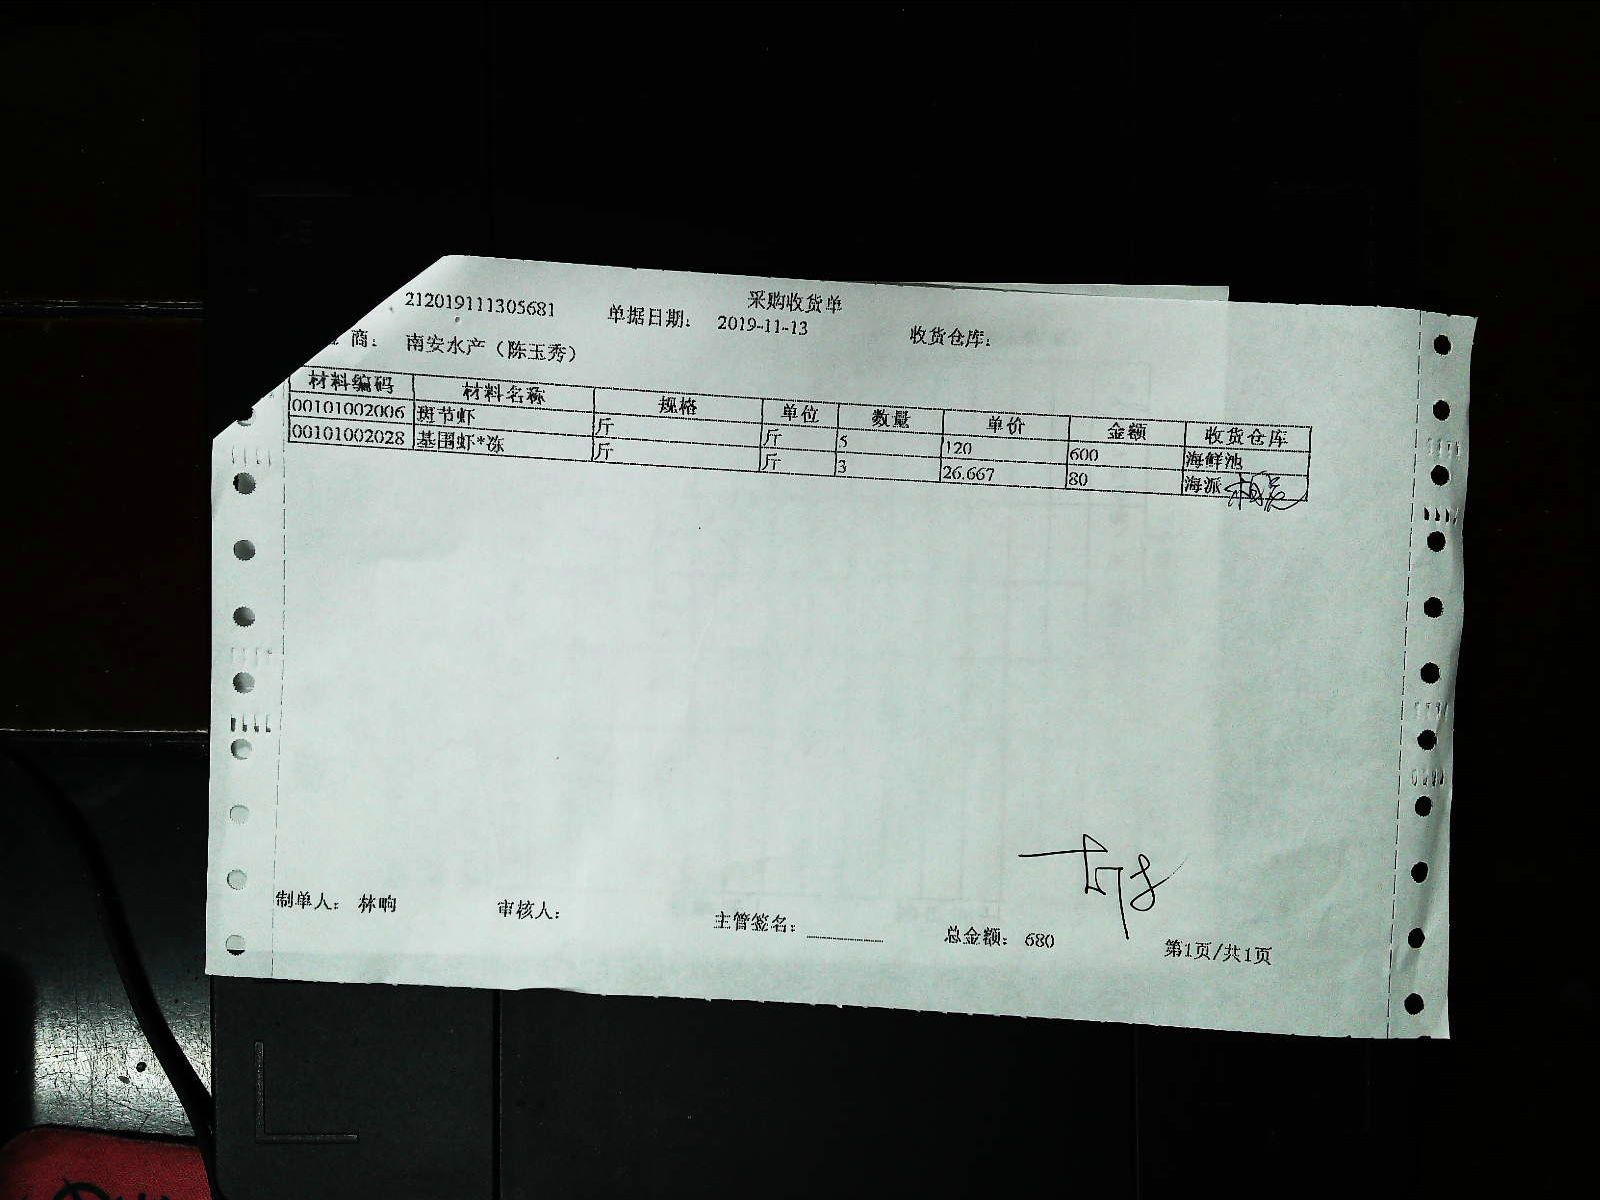 采购收货单
212019111305681 单据日期: 2019-11-13 收货仓库:
商: 南安水产 (陈玉秀)
材料编码 材料名称 规格 单位 数量 单价 金额 收货仓库
00101002006 斑节虾 斤 斤 5 120 600 海鲜池
00101002028 基围虾*冻 斤 斤 3 26.667 80 海派
制单人: 林响 审核人: 主管签名: 总金额: 680 第1页/共1页